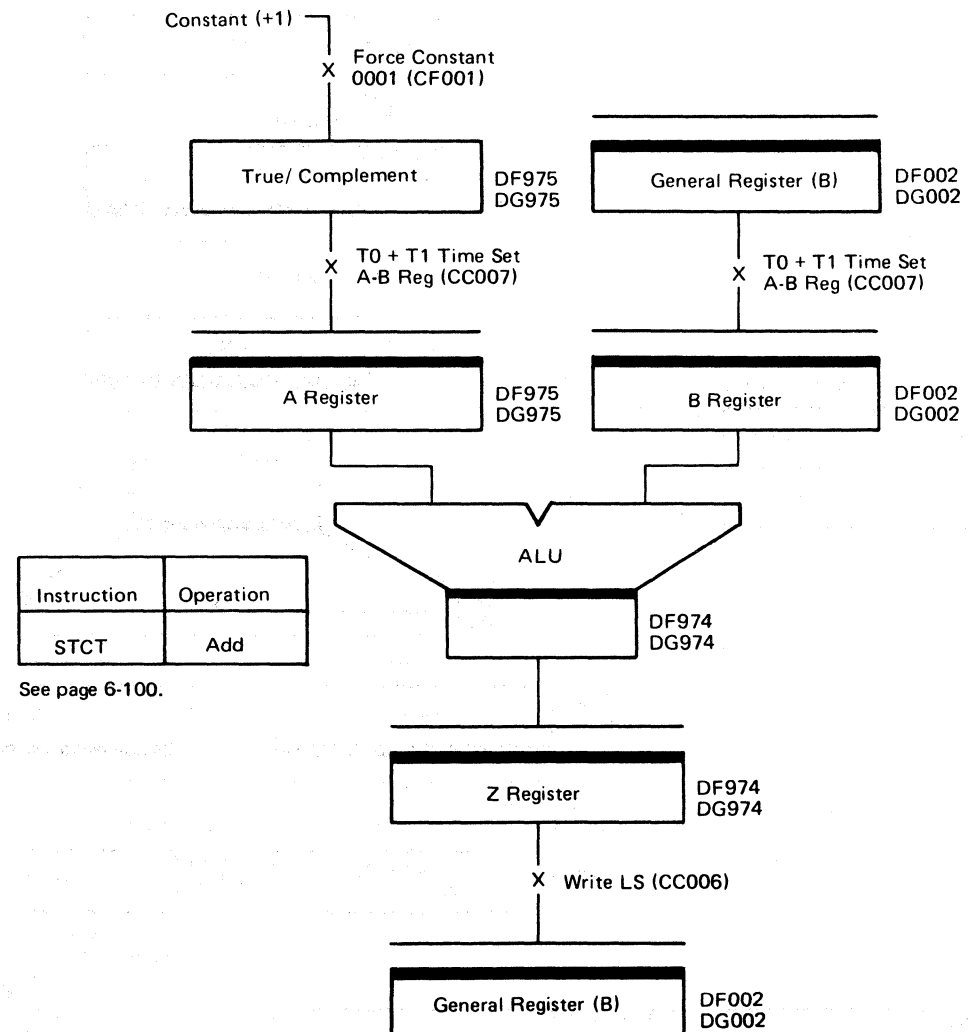 Constant (+1)
Force Constant
0001 (CF001)
True/ Complement
DF975
DG975
General Register (B)
DF002
DG002
T0 + T1 Time Set
A-B Reg (CC007)
T0 + T1 Time Set
A-B Reg (CC007)
A Register
DF975
DG975
B Register
DF002
DG002
ALU
DF974
DG974
Instruction Operation
STCT Add
See page 6-100.
Z Register
DF974
DG974
Write LS (CC006)
General Register (B)
DF002
DG002